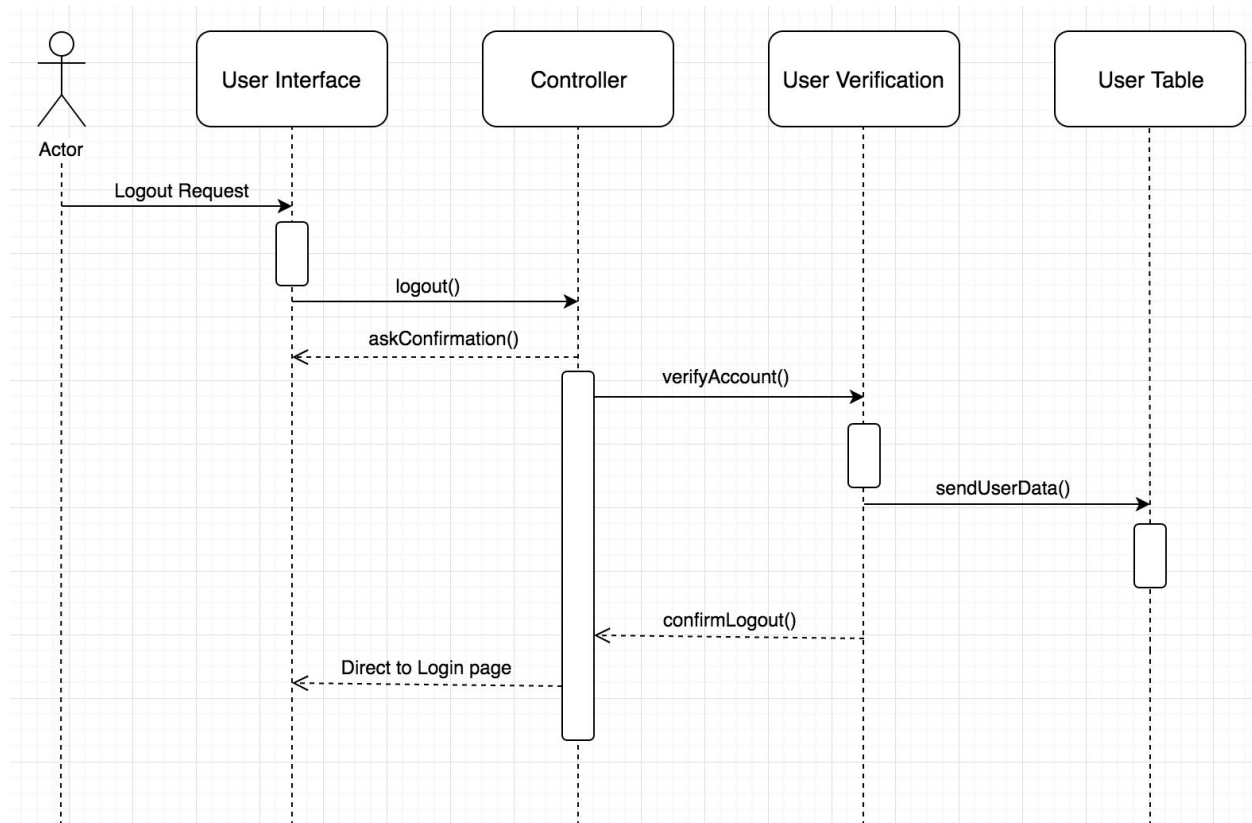 User Interface
Controller
User Verification
User Table
Actor
Logout Request
logout()
askConfirmation()
verifyAccount()
sendUserData()
confirmLogout()
Direct to Login page